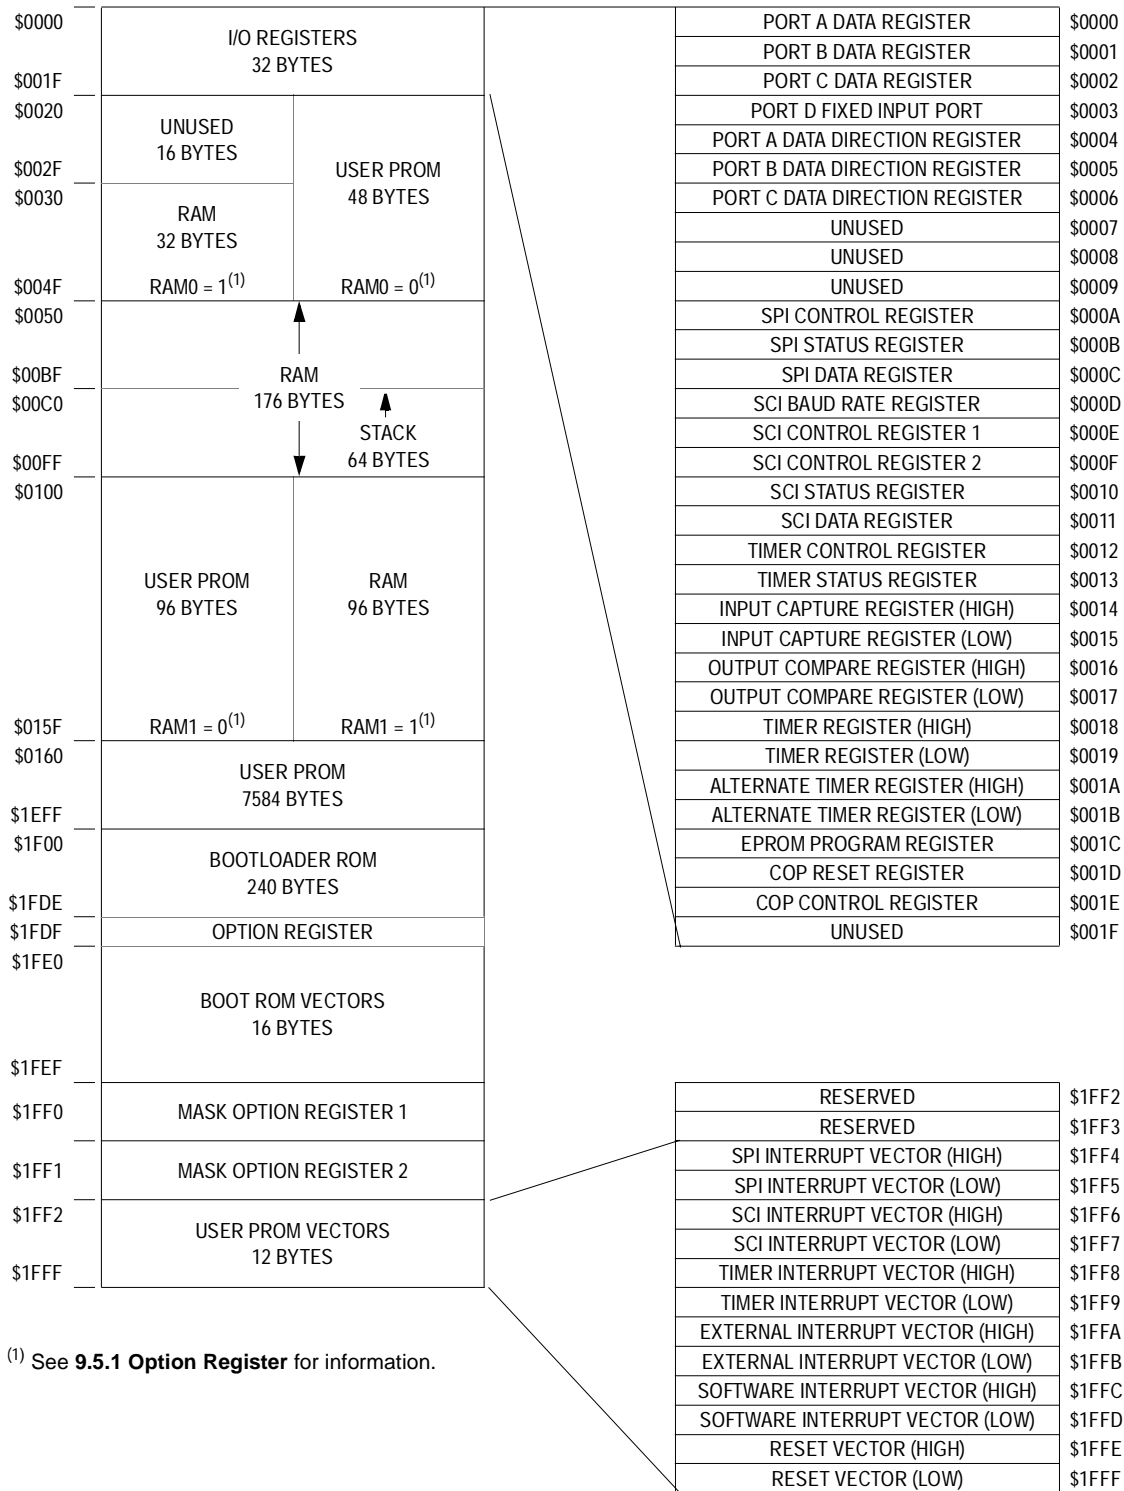 $0000
I/O REGISTERS
32 BYTES
$001F
$0020
UNUSED
16 BYTES
$002F
USER PROM
48 BYTES
$0030
RAM
32 BYTES
$004F
RAM0 = 1(1)
RAM0 = 0(1)
$0050
$00BF
RAM
176 BYTES
$00C0
STACK
64 BYTES
$00FF
$0100
USER PROM
96 BYTES
RAM
96 BYTES
$015F
RAM1 = 0(1)
RAM1 = 1(1)
$0160
USER PROM
7584 BYTES
$1EFF
$1F00
BOOTLOADER ROM
240 BYTES
$1FDE
$1FDF OPTION REGISTER
$1FE0
BOOT ROM VECTORS
16 BYTES
$1FEF
$1FF0 MASK OPTION REGISTER 1
$1FF1 MASK OPTION REGISTER 2
$1FF2
USER PROM VECTORS
12 BYTES
$1FFF
(1) See 9.5.1 Option Register for information.
PORT A DATA REGISTER $0000
PORT B DATA REGISTER $0001
PORT C DATA REGISTER $0002
PORT D FIXED INPUT PORT $0003
PORT A DATA DIRECTION REGISTER $0004
PORT B DATA DIRECTION REGISTER $0005
PORT C DATA DIRECTION REGISTER $0006
UNUSED $0007
UNUSED $0008
UNUSED $0009
SPI CONTROL REGISTER $000A
SPI STATUS REGISTER $000B
SPI DATA REGISTER $000C
SCI BAUD RATE REGISTER $000D
SCI CONTROL REGISTER 1 $000E
SCI CONTROL REGISTER 2 $000F
SCI STATUS REGISTER $0010
SCI DATA REGISTER $0011
TIMER CONTROL REGISTER $0012
TIMER STATUS REGISTER $0013
INPUT CAPTURE REGISTER (HIGH) $0014
INPUT CAPTURE REGISTER (LOW) $0015
OUTPUT COMPARE REGISTER (HIGH) $0016
OUTPUT COMPARE REGISTER (LOW) $0017
TIMER REGISTER (HIGH) $0018
TIMER REGISTER (LOW) $0019
ALTERNATE TIMER REGISTER (HIGH) $001A
ALTERNATE TIMER REGISTER (LOW) $001B
EPROM PROGRAM REGISTER $001C
COP RESET REGISTER $001D
COP CONTROL REGISTER $001E
UNUSED $001F
RESERVED $1FF2
RESERVED $1FF3
SPI INTERRUPT VECTOR (HIGH) $1FF4
SPI INTERRUPT VECTOR (LOW) $1FF5
SCI INTERRUPT VECTOR (HIGH) $1FF6
SCI INTERRUPT VECTOR (LOW) $1FF7
TIMER INTERRUPT VECTOR (HIGH) $1FF8
TIMER INTERRUPT VECTOR (LOW) $1FF9
EXTERNAL INTERRUPT VECTOR (HIGH) $1FFA
EXTERNAL INTERRUPT VECTOR (LOW) $1FFB
SOFTWARE INTERRUPT VECTOR (HIGH) $1FFC
SOFTWARE INTERRUPT VECTOR (LOW) $1FFD
RESET VECTOR (HIGH) $1FFE
RESET VECTOR (LOW) $1FFF